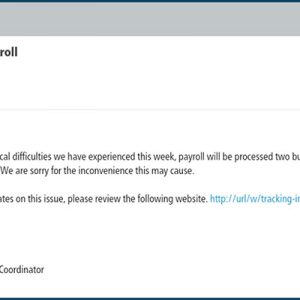 roll
cal difficulties we have experienced this week, payroll will be processed two bu
We are sorry for the inconvenience this may cause.
ates on this issue, please review the following website. http://url/w/tracking-in
Coordinator